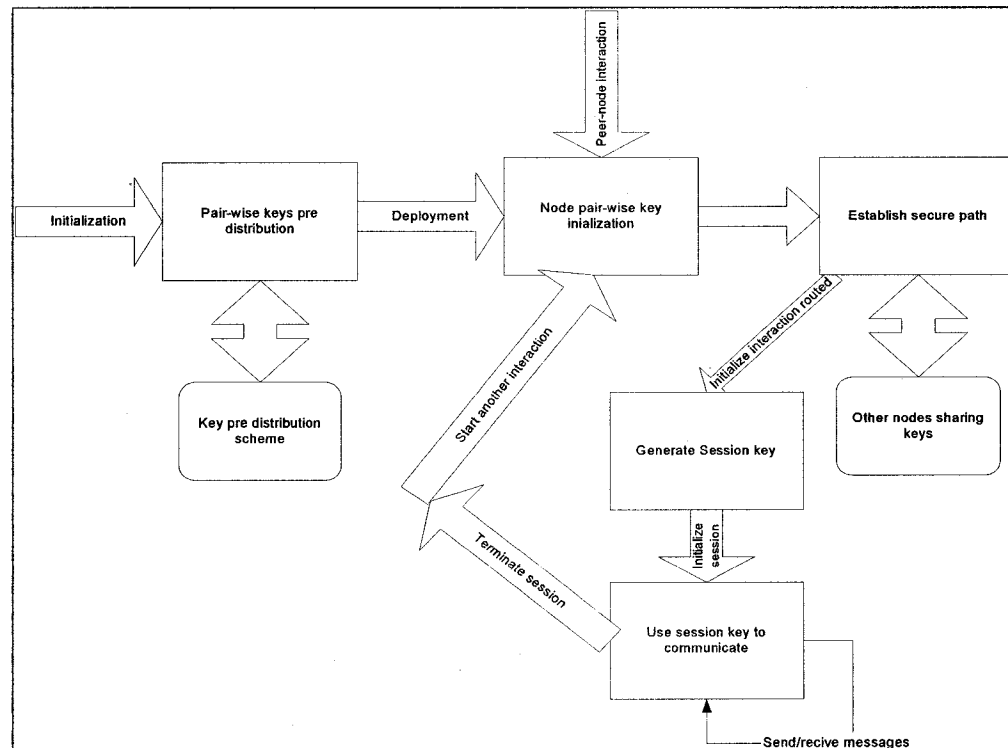 Peer-node interaction
Initialization
Pair-wise keys pre
distribution
Deployment
Node pair-wise key
inialization
Establish secure path
Initialize interaction routed
Start another interaction
Key pre distribution
scheme
Generate Session key
Other nodes sharing
keys
Initialize
session
Terminate session
Use session key to
communicate
Send/recive messages